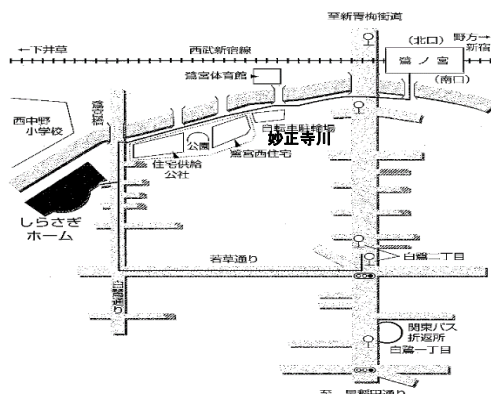 至新青梅街道
(北口)
野方・新宿→
←下井草
西武新宿線
鷺ノ宮
(南口)
鷺宮体育館
西中野
小学校
自転車駐輪場
妙正寺川
公園
鷺宮西住宅
住宅供給
公社
しらさぎ
ホーム
若草通り
白鷺二丁目
関東バス
折返所
白鷺一丁目